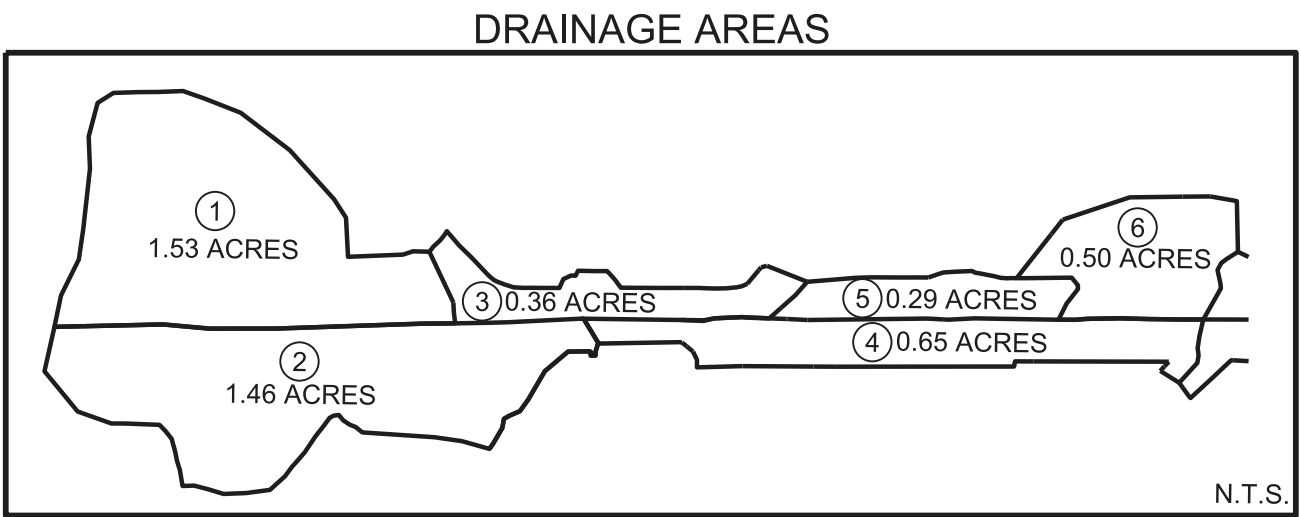 DRAINAGE AREAS
1
1.53 ACRES
2
1.46 ACRES
3 0.36 ACRES
5 0.29 ACRES
4 0.65 ACRES
6
0.50 ACRES
N.T.S.